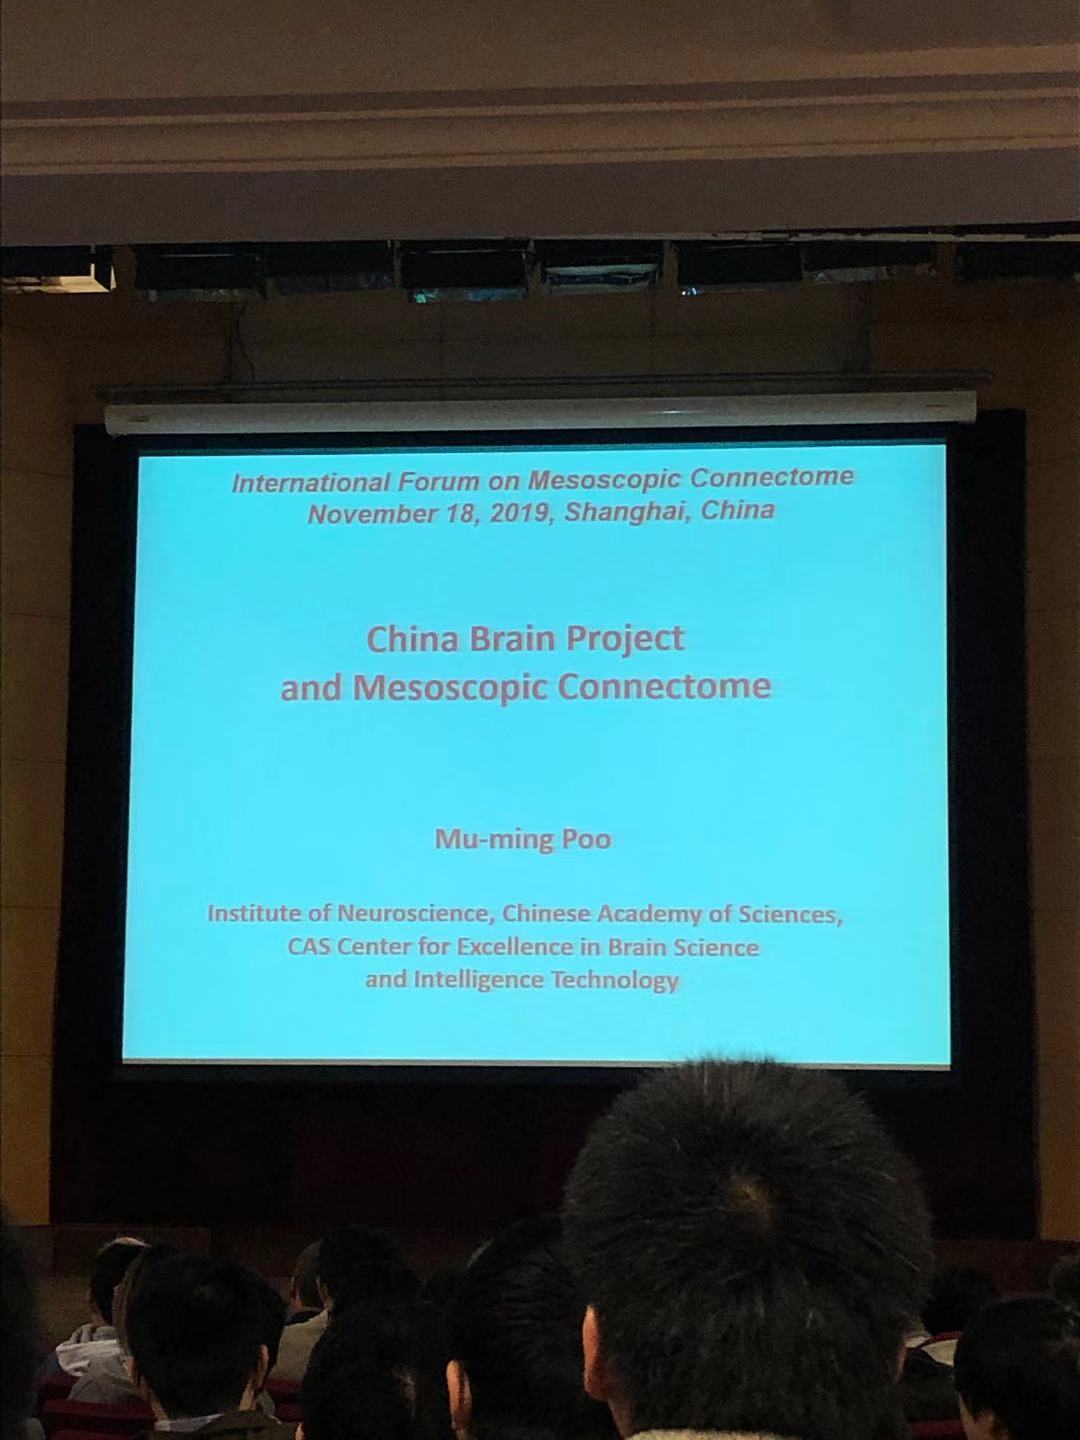 International Forum on Mesoscopic Connectome
November 18, 2019, Shanghai, China
China Brain Project
and Mesoscopic Connectome
Mu-ming Poo
Institute of Neuroscience, Chinese Academy of Sciences,
CAS Center for Excellence in Brain Science
and Intelligence Technology